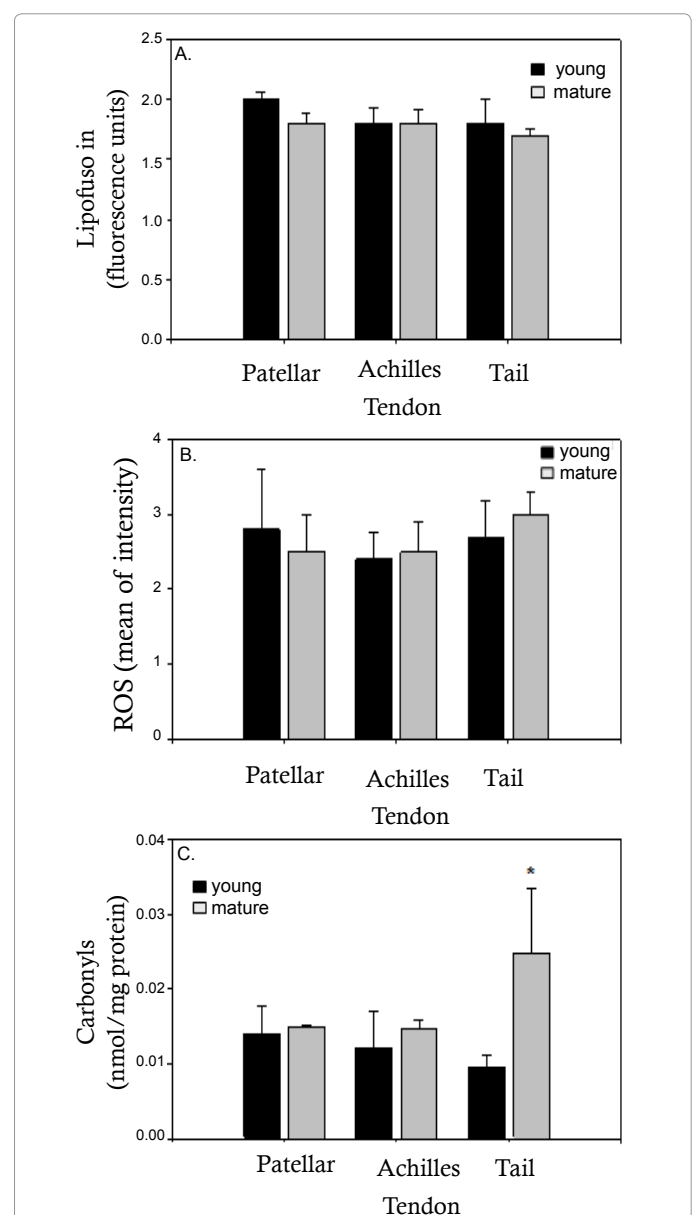 A.
2.5
2.0
1.5
1.0
0.5
0.0
Lipofuso in
(fluorescence units)
young
mature
Patellar Achilles Tail
Tendon
B.
4
3
2
1
0
ROS (mean of intensity)
young
mature
Patellar Achilles Tail
Tendon
C.
0.04
0.03
0.02
0.01
0.00
Carbonyls
(nmol/mg protein)
young
mature
*
Patellar Achilles Tail
Tendon